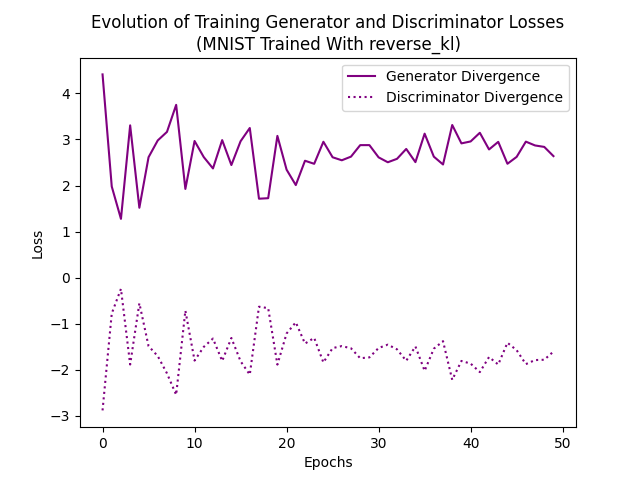 Evolution of Training Generator and Discriminator Losses
(MNIST Trained With reverse_kl)
Generator Divergence
Discriminator Divergence
Loss
4
3
2
1
0
−1
−2
−3
0 10 20 30 40 50
Epochs